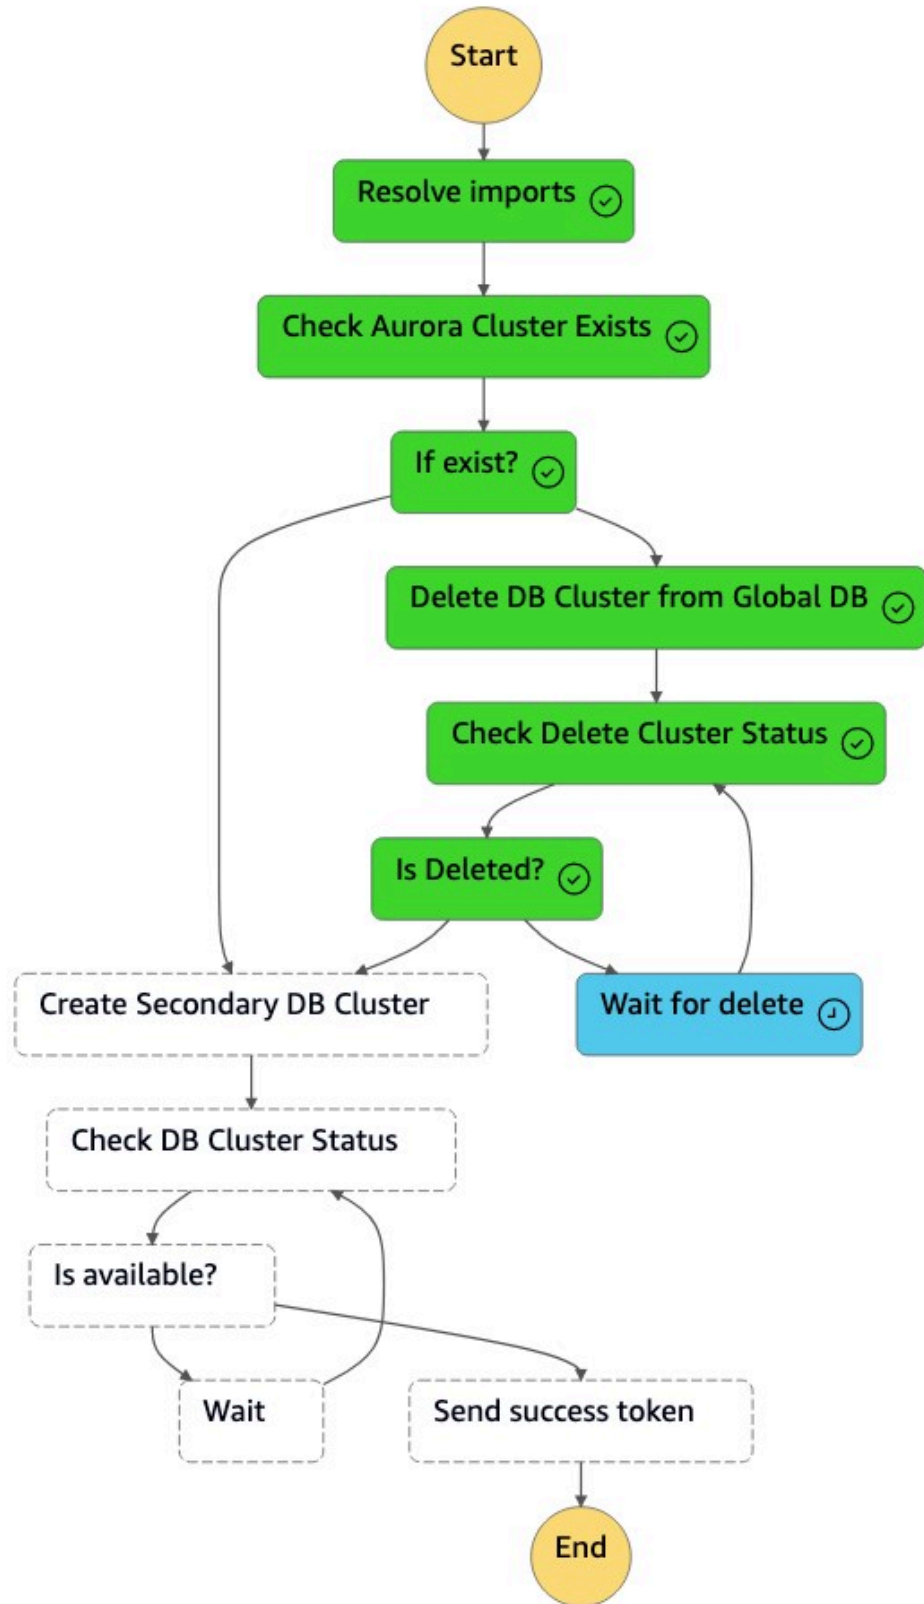 Start
Resolve imports
Check Aurora Cluster Exists
If exist?
Delete DB Cluster from Global DB
Check Delete Cluster Status
Is Deleted?
Create Secondary DB Cluster
Wait for delete
Check DB Cluster Status
Is available?
Wait
Send success token
End